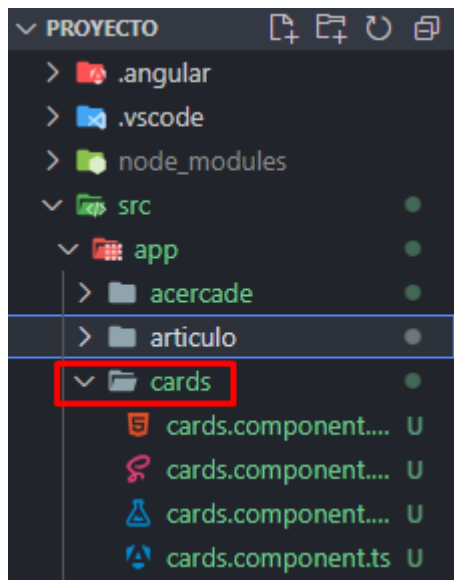 PROYECTO
.angular
.vscode
node_modules
src
app
acercade
articulo
cards
cards.component.... U
cards.component.... U
cards.component.... U
cards.component.ts U